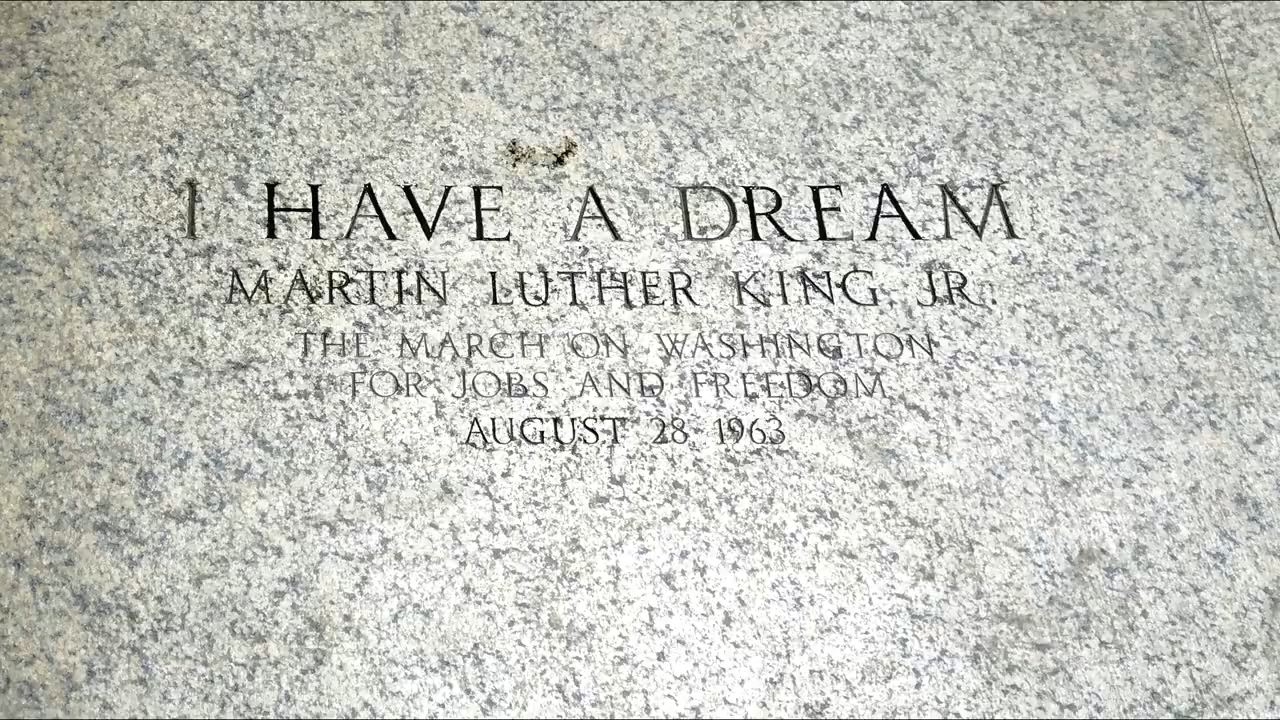 I HAVE A DREAM
MARTIN LUTHER KING, JR.
THE MARCH ON WASHINGTON
FOR JOBS AND FREEDOM
AUGUST 28 1963